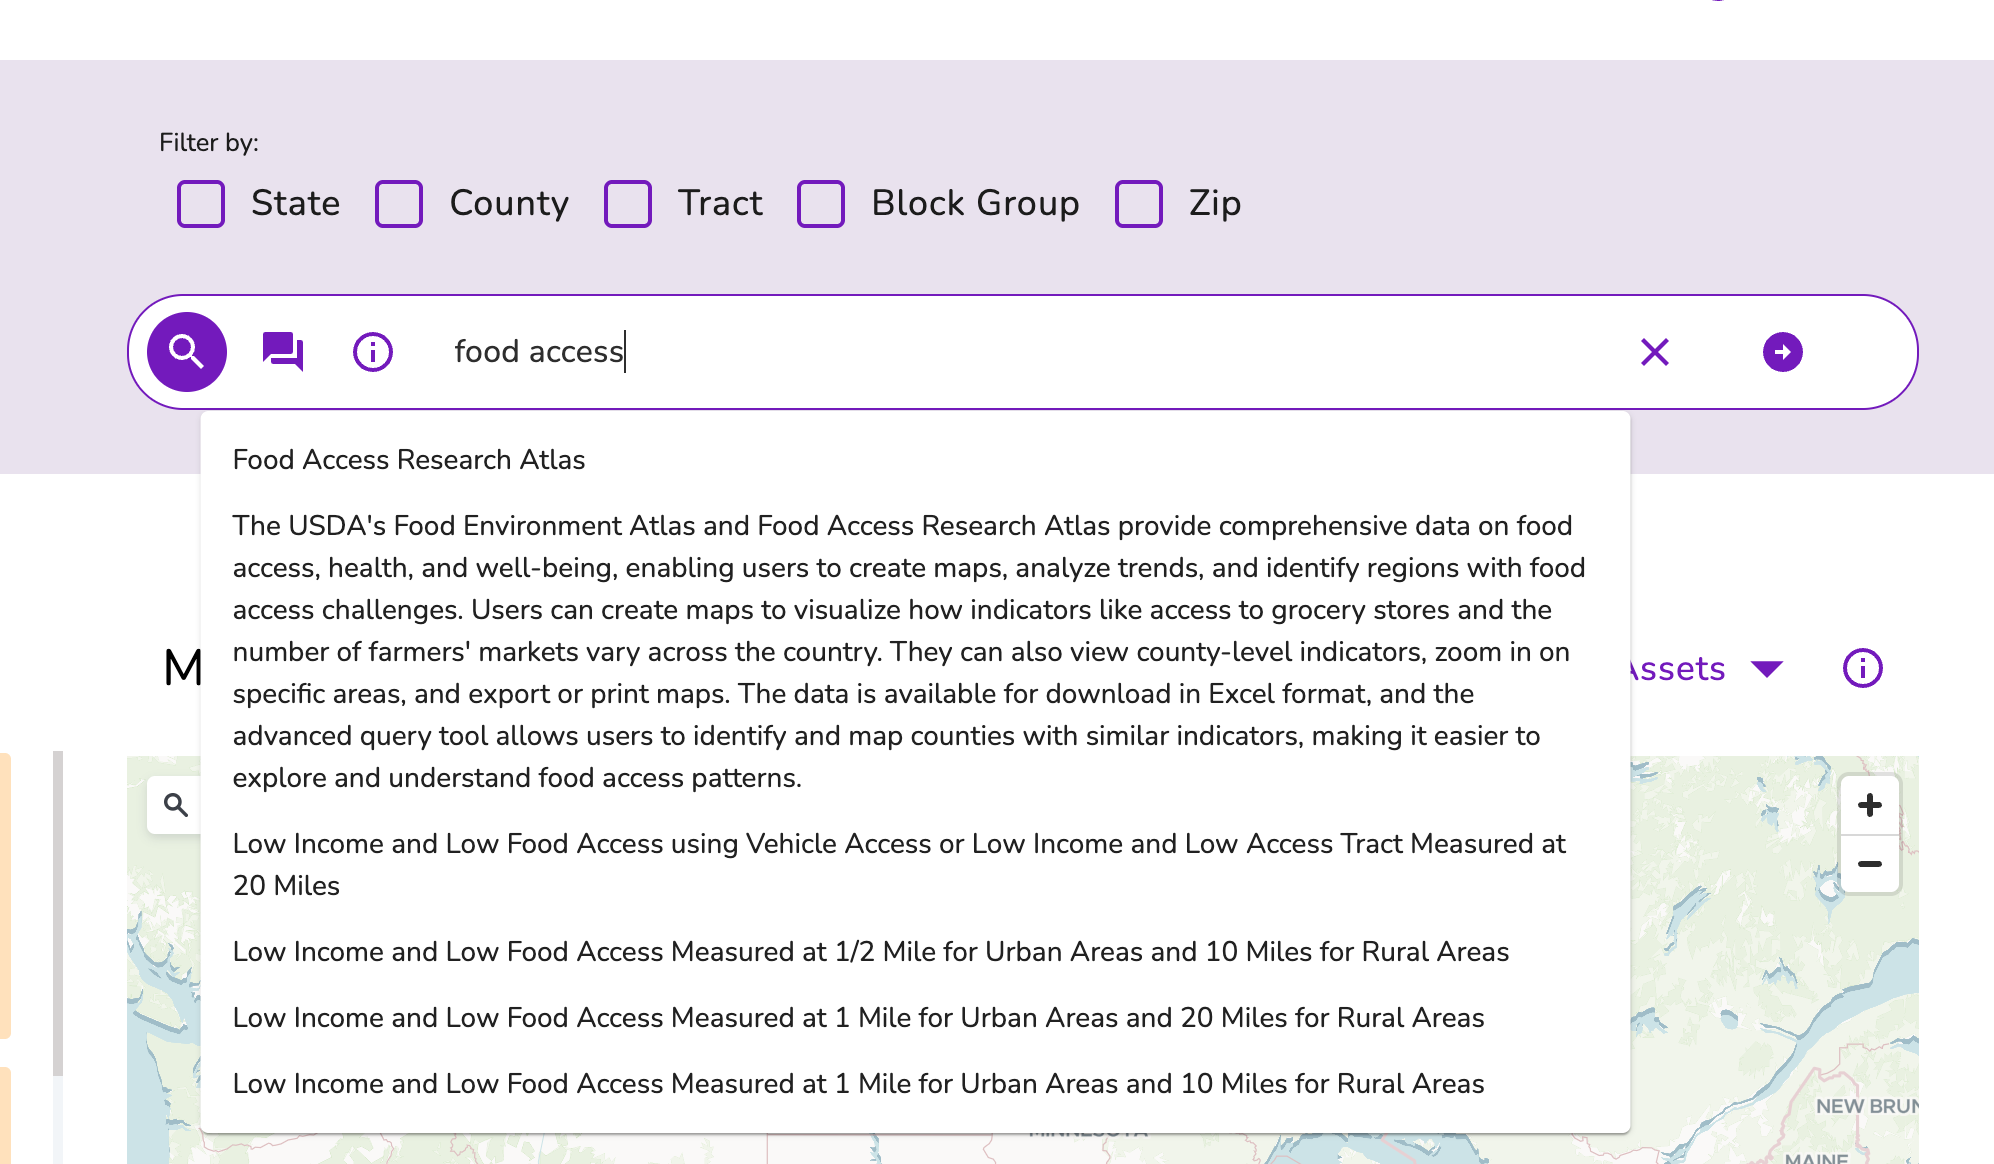 Filter by:
State County Tract Block Group Zip
food access
Food Access Research Atlas
The USDA's Food Environment Atlas and Food Access Research Atlas provide comprehensive data on food
access, health, and well-being, enabling users to create maps, analyze trends, and identify regions with food
access challenges. Users can create maps to visualize how indicators like access to grocery stores and the
number of farmers' markets vary across the country. They can also view county-level indicators, zoom in on
specific areas, and export or print maps. The data is available for download in Excel format, and the
advanced query tool allows users to identify and map counties with similar indicators, making it easier to
explore and understand food access patterns.
Low Income and Low Food Access using Vehicle Access or Low Income and Low Access Tract Measured at
20 Miles
Low Income and Low Food Access Measured at 1/2 Mile for Urban Areas and 10 Miles for Rural Areas
Low Income and Low Food Access Measured at 1 Mile for Urban Areas and 20 Miles for Rural Areas
Low Income and Low Food Access Measured at 1 Mile for Urban Areas and 10 Miles for Rural Areas
M
Assets
NEW BRUN
MINNESOTA
MAINE